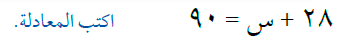 ٢٨ + س = ٩٠ اكتب المعادلة.